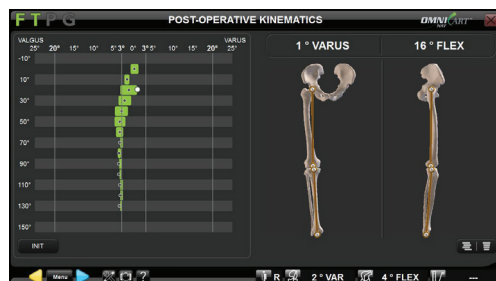 F T P G
POST-OPERATIVE KINEMATICS
OMNI
NAV
VALGUS VARUS
25° 20° 15° 10° 5° 3° 0° 3° 5° 10° 15° 20° 25°
-10°
10°
30°
50°
70°
90°
110°
130°
150°
INIT
1 ° VARUS
16 ° FLEX
Menu
?
R
2 ° VAR
4 ° FLEX
---